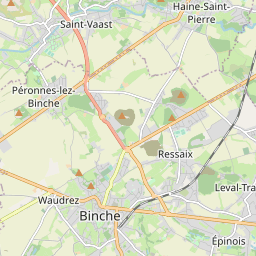 Haine-Saint-
Pierre
Saint-Vaast
Péronnes-lez-
Binche
Ressaix
Leval-Tra
Waudrez
Binche
Épinois